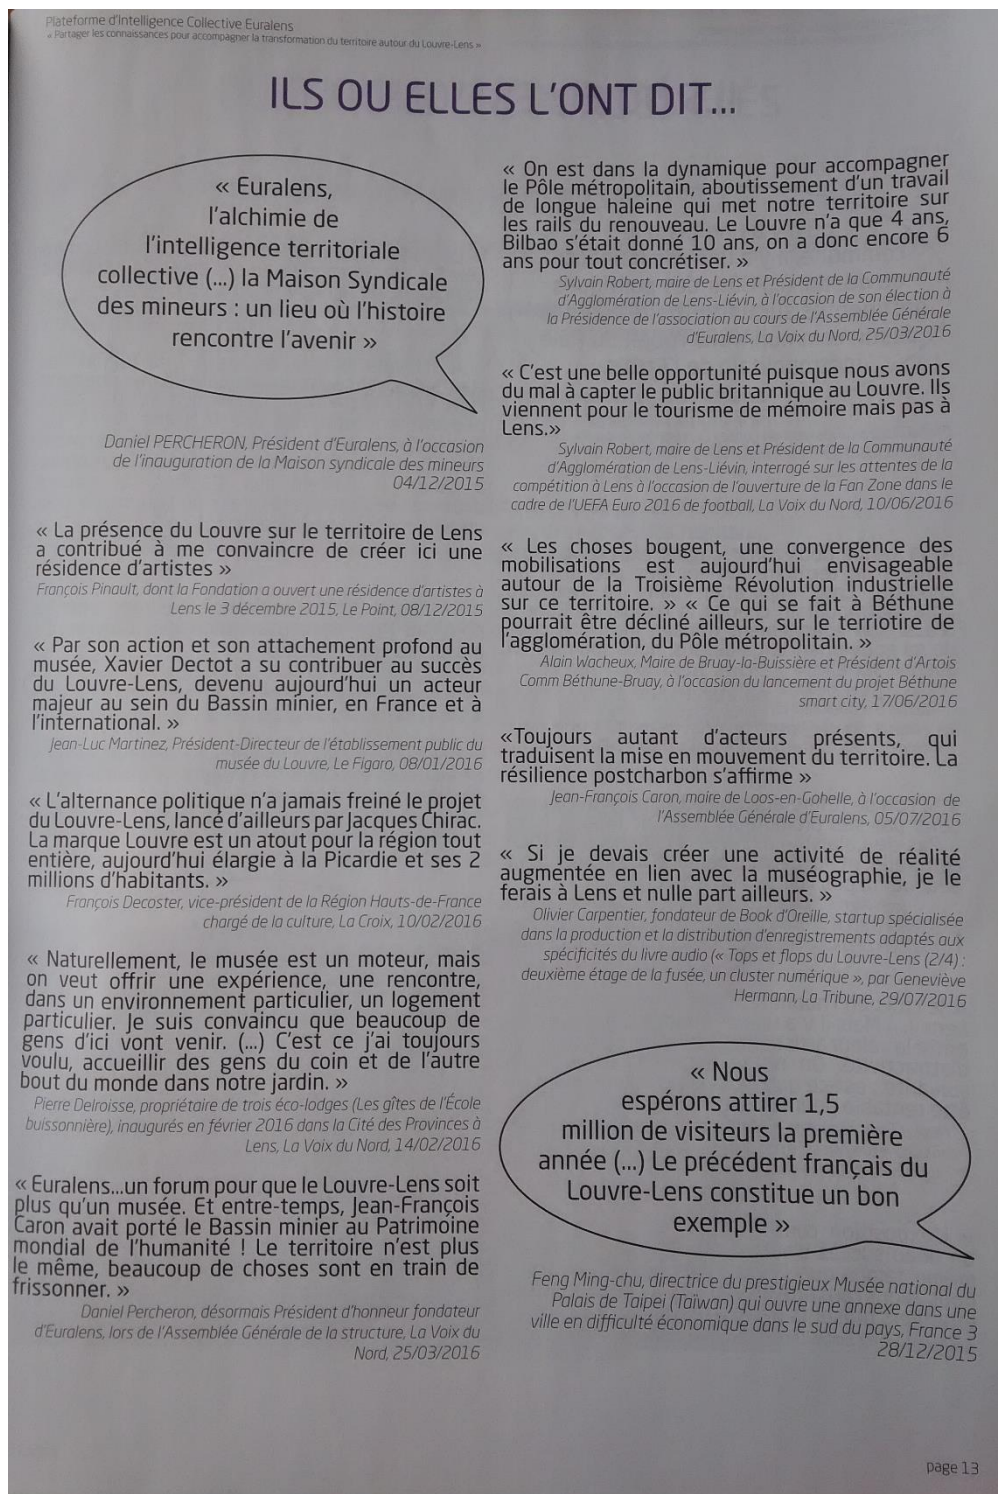 Plateforme d'Intelligence Collective Euralens
« Partager les connaissances pour accompagner la transformation du territoire autour du Louvre-Lens »
ILS OU ELLES L'ONT DIT...
« Euralens,
l'alchimie de
l'intelligence territoriale
collective (...) la Maison Syndicale
des mineurs : un lieu où l'histoire
rencontre l'avenir »
Daniel PERCHERON, Président d'Euralens, à l'occasion
de l'inauguration de la Maison syndicale des mineurs
04/12/2015
« La présence du Louvre sur le territoire de Lens
a contribué à me convaincre de créer ici une
résidence d'artistes »
François Pinault, dont la Fondation a ouvert une résidence d'artistes à
Lens le 3 décembre 2015, Le Point, 08/12/2015
« Par son action et son attachement profond au
musée, Xavier Dectot a su contribuer au succès
du Louvre-Lens, devenu aujourd'hui un acteur
majeur au sein du Bassin minier, en France et à
l'international. »
Jean-Luc Martinez, Président-Directeur de l'établissement public du
musée du Louvre, Le Figaro, 08/01/2016
« L'alternance politique n'a jamais freiné le projet
du Louvre-Lens, lancé d'ailleurs par Jacques Chirac.
La marque Louvre est un atout pour la région tout
entière, aujourd'hui élargie à la Picardie et ses 2
millions d'habitants. »
François Decoster, vice-président de la Région Hauts-de-France
chargé de la culture, La Croix, 10/02/2016
« Naturellement, le musée est un moteur, mais
on veut offrir une expérience, une rencontre,
dans un environnement particulier, un logement
particulier. Je suis convaincu que beaucoup de
gens d'ici vont venir. (...) C'est ce j'ai toujours
voulu, accueillir des gens du coin et de l'autre
bout du monde dans notre jardin. »
Pierre Delroisse, propriétaire de trois éco-lodges (Les gîtes de l'École
buissonnière), inaugurés en février 2016 dans la Cité des Provinces à
Lens, La Voix du Nord, 14/02/2016
« Euralens...un forum pour que le Louvre-Lens soit
plus qu'un musée. Et entre-temps, Jean-François
Caron avait porté le Bassin minier au Patrimoine
mondial de l'humanité ! Le territoire n'est plus
le même, beaucoup de choses sont en train de
frissonner. »
Daniel Percheron, désormais Président d'honneur fondateur
d'Euralens, lors de l'Assemblée Générale de la structure, La Voix du
Nord, 25/03/2016
« On est dans la dynamique pour accompagner
le Pôle métropolitain, aboutissement d'un travail
de longue haleine qui met notre territoire sur
les rails du renouveau. Le Louvre n'a que 4 ans,
Bilbao s'était donné 10 ans, on a donc encore 6
ans pour tout concrétiser. »
Sylvain Robert, maire de Lens et Président de la Communauté
d'Agglomération de Lens-Liévin, à l'occasion de son élection à
la Présidence de l'association au cours de l'Assemblée Générale
d'Euralens, La Voix du Nord, 25/03/2016
« C'est une belle opportunité puisque nous avons
du mal à capter le public britannique au Louvre. Ils
viennent pour le tourisme de mémoire mais pas à
Lens.»
Sylvain Robert, maire de Lens et Président de la Communauté
d'Agglomération de Lens-Liévin, interrogé sur les attentes de la
compétition à Lens à l'occasion de l'ouverture de la Fan Zone dans le
cadre de l'UEFA Euro 2016 de football, La Voix du Nord, 10/06/2016
« Les choses bougent, une convergence des
mobilisations est aujourd'hui envisageable
autour de la Troisième Révolution industrielle
sur ce territoire. » « Ce qui se fait à Béthune
pourrait être décliné ailleurs, sur le terriotire de
l'agglomération, du Pôle métropolitain. »
Alain Wacheux, Maire de Bruay-la-Buissière et Président d'Artois
Comm Béthune-Bruay, à l'occasion du lancement du projet Béthune
smart city, 17/06/2016
«Toujours autant d'acteurs présents, qui
traduisent la mise en mouvement du territoire. La
résilience postcharbon s'affirme »
Jean-François Caron, maire de Loos-en-Gohelle, à l'occasion de
l'Assemblée Générale d'Euralens, 05/07/2016
« Si je devais créer une activité de réalité
augmentée en lien avec la muséographie, je le
ferais à Lens et nulle part ailleurs. »
Olivier Carpentier, fondateur de Book d'Oreille, startup spécialisée
dans la production et la distribution d'enregistrements adaptés aux
spécificités du livre audio (« Tops et flops du Louvre-Lens (2/4) :
deuxième étage de la fusée, un cluster numérique », par Geneviève
Hermann, La Tribune, 29/07/2016
« Nous
espérons attirer 1,5
million de visiteurs la première
année (...) Le précédent français du
Louvre-Lens constitue un bon
exemple »
Feng Ming-chu, directrice du prestigieux Musée national du
Palais de Taipei (Taïwan) qui ouvre une annexe dans une
ville en difficulté économique dans le sud du pays, France 3
28/12/2015
page 13